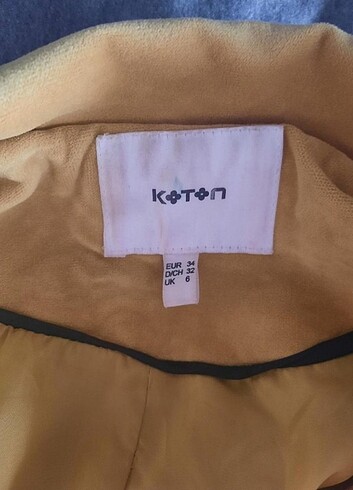 KOTON
EUR 34
D/CH 32
UK 6